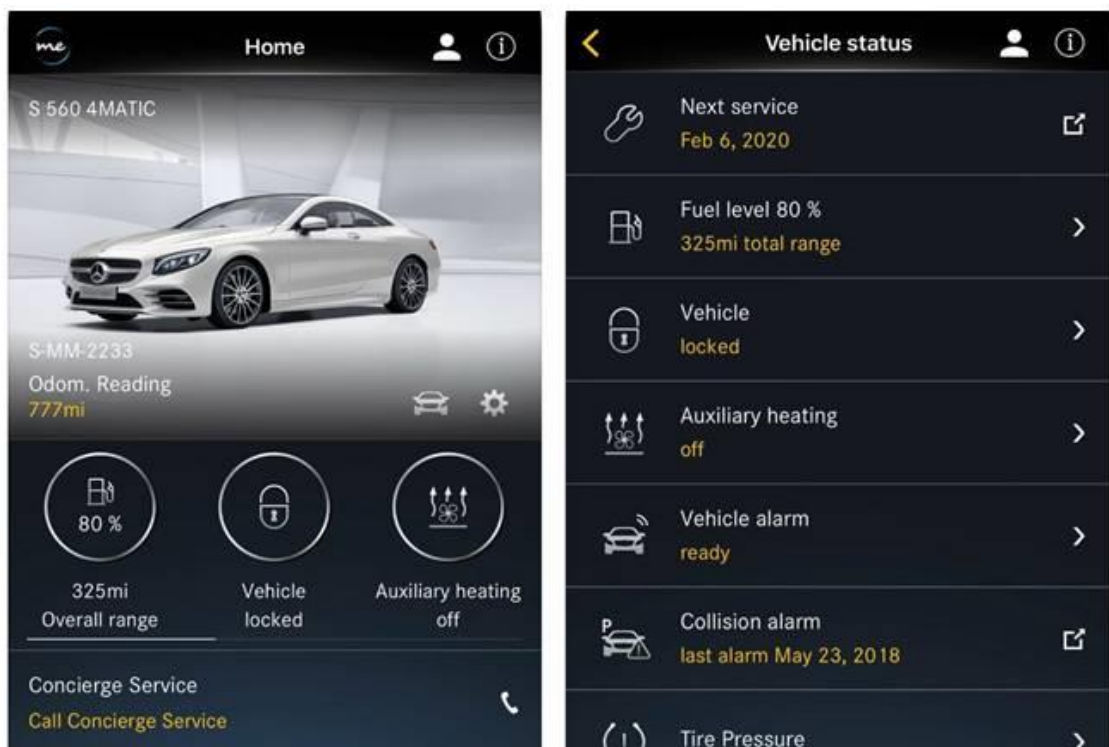 me
Home
S 560 4MATIC
S-MM-2233
Odom. Reading
777mi
80 %
325mi
Overall range
Vehicle
locked
Auxiliary heating
off
Concierge Service
Call Concierge Service
Vehicle status
Next service
Feb 6, 2020
Fuel level 80 %
325mi total range
Vehicle
locked
Auxiliary heating
off
Vehicle alarm
ready
P
Collision alarm
last alarm May 23, 2018
Tire Pressure